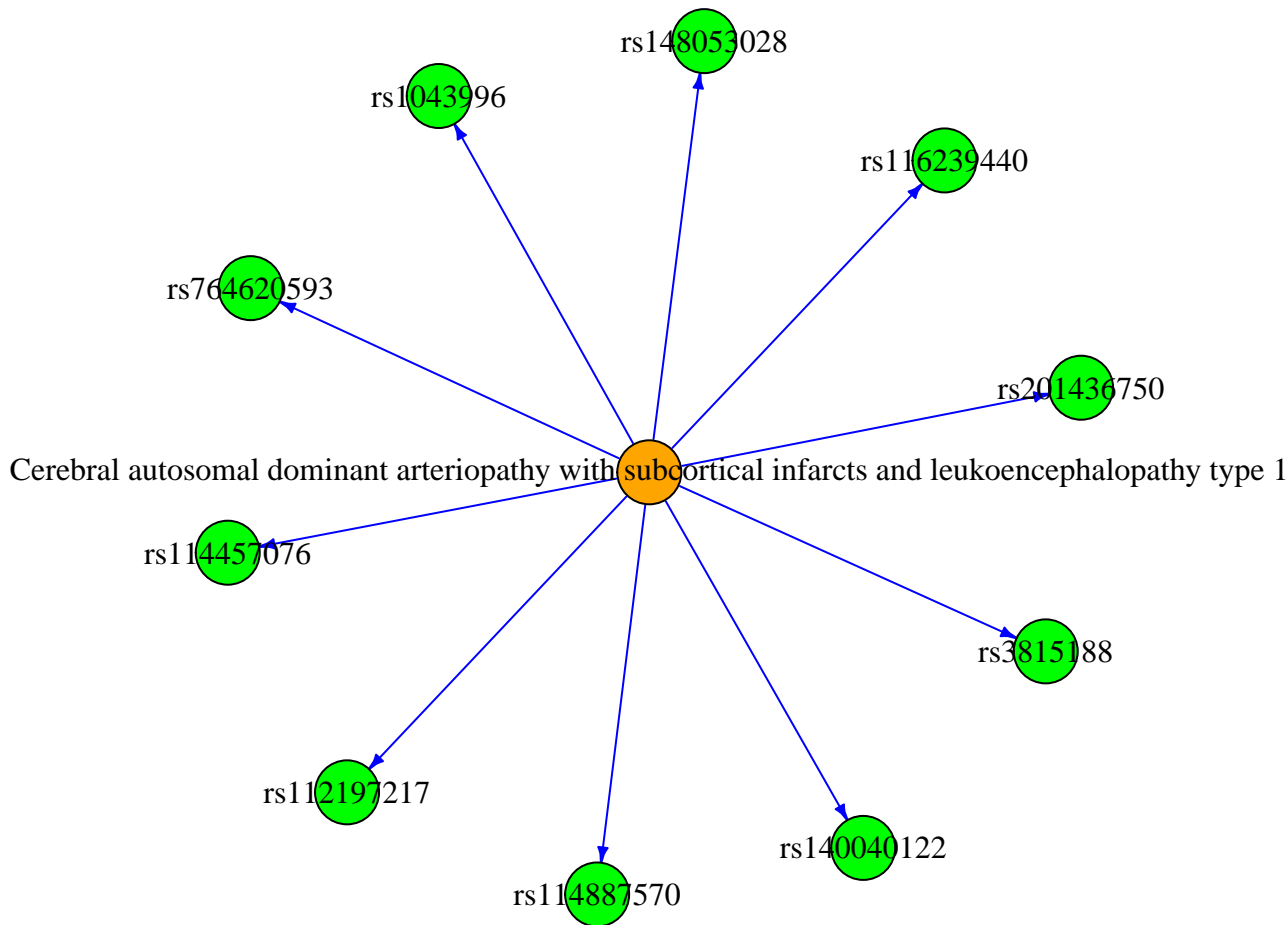 rs148053028
rs1043996
rs116239440
rs764620593
rs201436750
Cerebral autosomal dominant arteriopathy with subcortical infarcts and leukoencephalopathy type 1
rs114457076
rs3815188
rs112197217
rs140040122
rs114887570